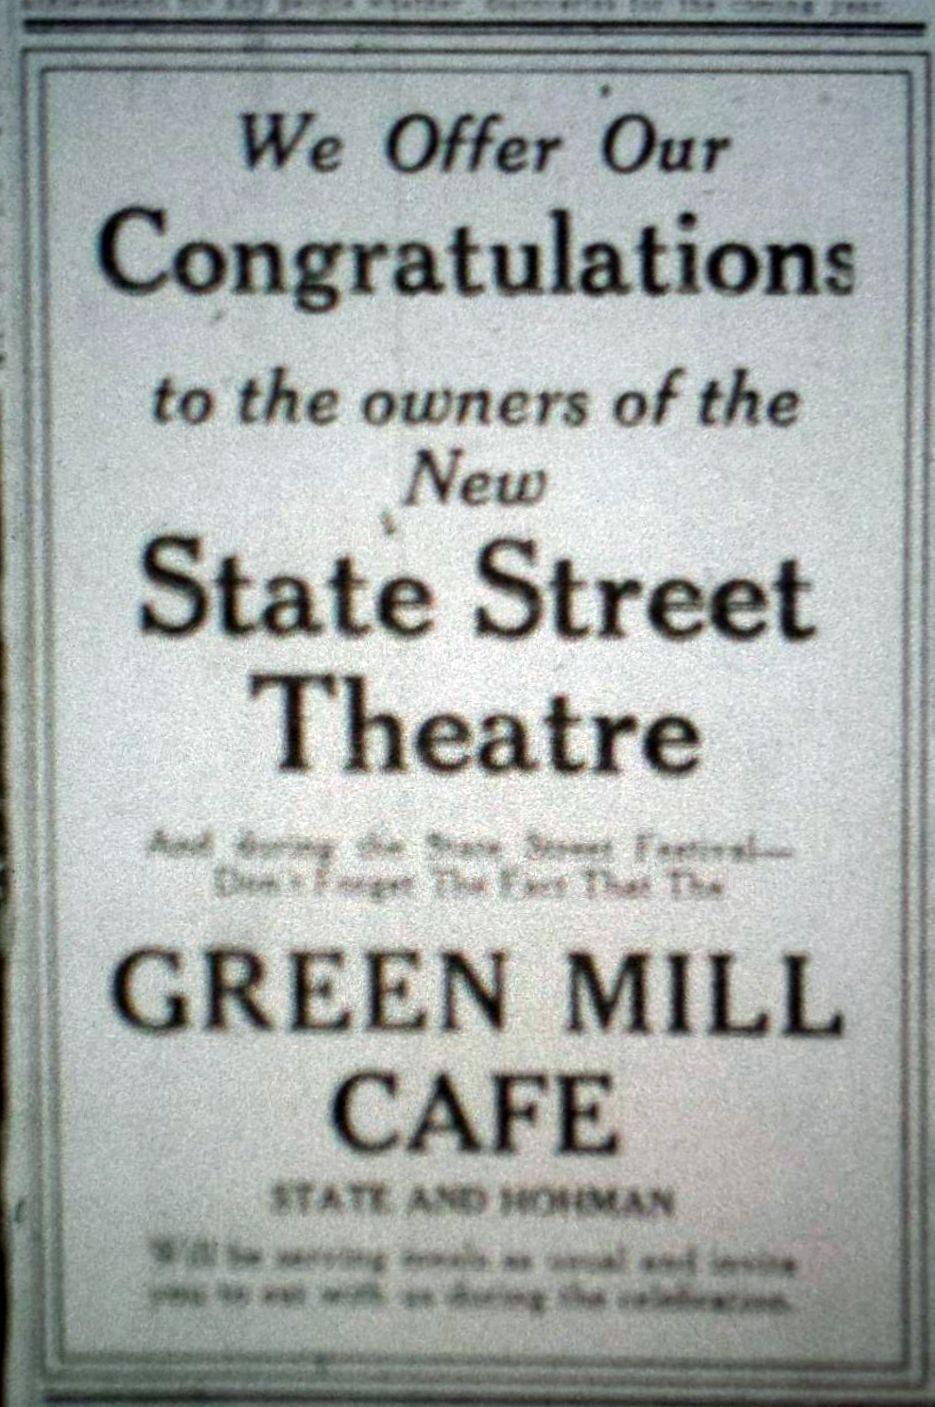 We Offer Our
Congratulations
to the owners of the
New
State Street
Theatre
And during the State Street Festival—
Don't Forget The Fact That The
GREEN MILL
CAFE
STATE AND HOHMAN
Will be serving meals as usual and invite
you to eat with us during the celebration.